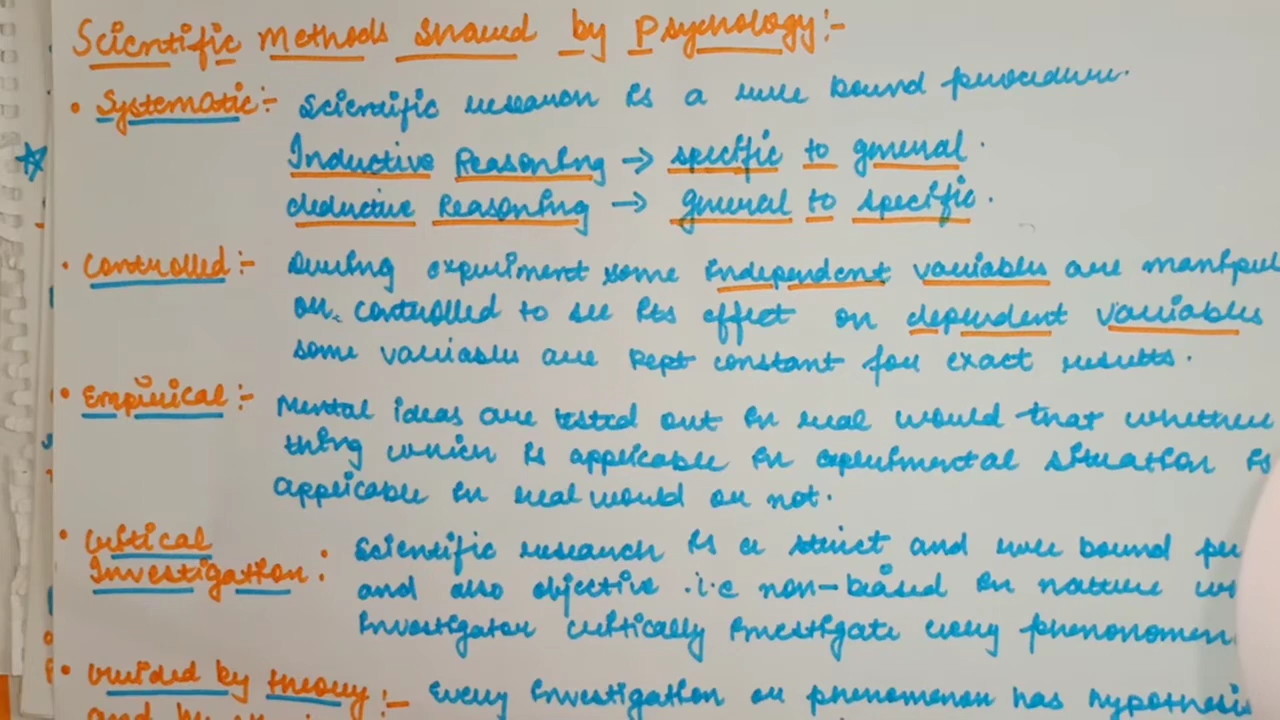 Scientific Methods Shared by Psychology:-
• Systematic:- Scientific research is a rule bound procedure.
Inductive Reasoning → specific to general.
deductive Reasoning → general to specific.
• Controlled:- During experiment some independent variables are manipul
or controlled to see its effect on dependent variables
some variables are kept constant for exact results.
• Empirical:- Mental ideas are tested out in real world that whether
thing which is applicable in experimental situation is
applicable in real world or not.
• Critical Investigation: Scientific research is a strict and rule bound
and also objective i.e non-biased in nature
Investigator critically investigate every phenonomen
• Guided by theory:- Every investigation or phenomenon has hypothesis
and